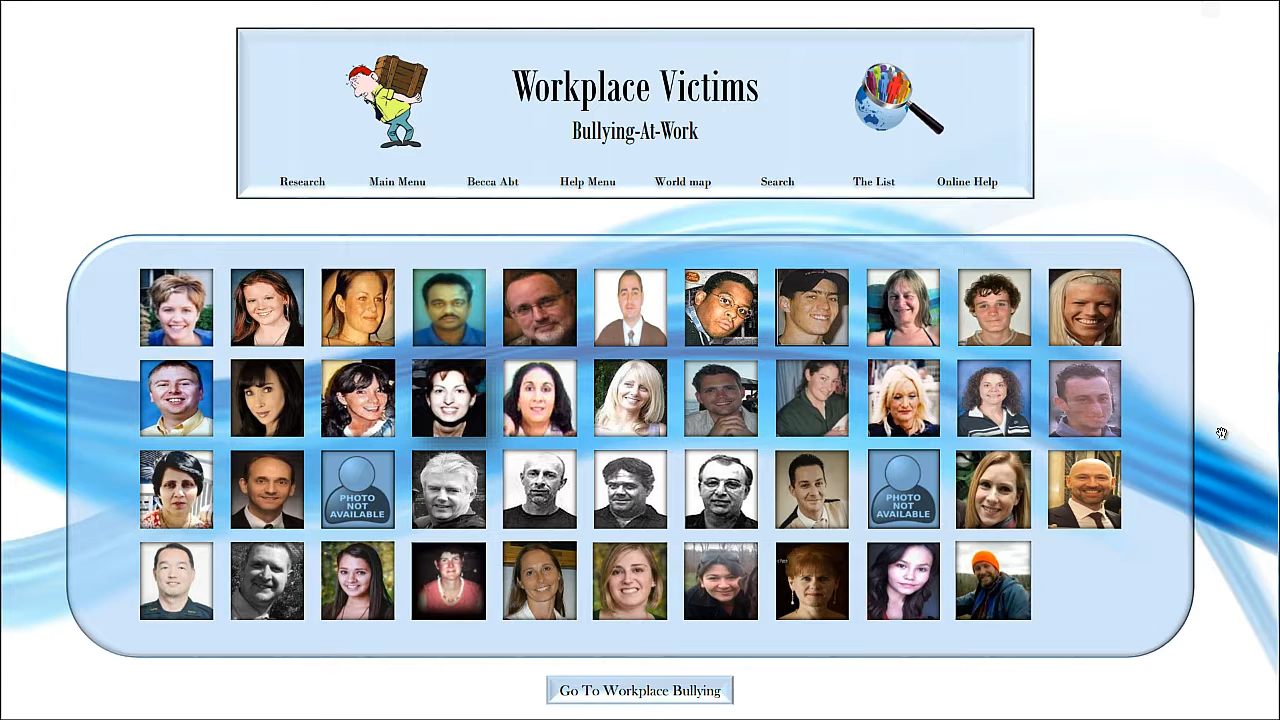 Workplace Victims
Bullying-At-Work
Research Main Menu Becca Abt Help Menu World map Search The List Online Help
PHOTO NOT AVAILABLE
PHOTO NOT AVAILABLE
Go To Workplace Bullying